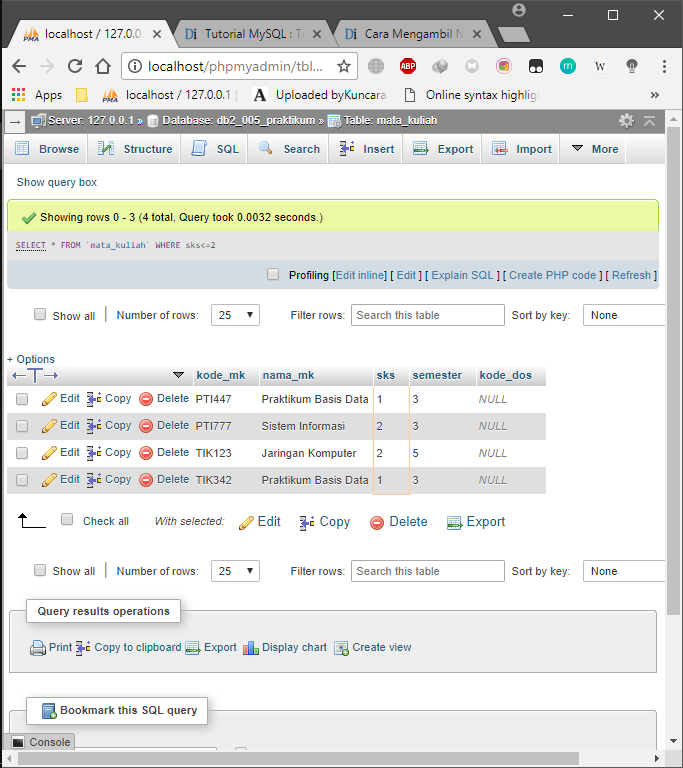 localhost / 127.0.0.1
Di Tutorial MySQL : Ti
Di Cara Mengambil N
localhost/phpmyadmin/tbl...
ABP
m
W
Apps
localhost / 127.0.0.1
A Uploaded byKuncara
Online syntax highlig
»
Server: 127.0.0.1 » Database: db2_005_praktikum » Table: mata_kuliah
Browse Structure SQL Search Insert Export Import More
Show query box
Showing rows 0 - 3 (4 total, Query took 0.0032 seconds.)
SELECT * FROM `mata_kuliah` WHERE sks<=2
Profiling [Edit inline] [ Edit ] [ Explain SQL ] [ Create PHP code ] [ Refresh ]
Show all Number of rows: 25 Filter rows: Search this table Sort by key: None
+ Options
kode_mk nama_mk sks semester kode_dos
Edit Copy Delete PTI447 Praktikum Basis Data 1 3 NULL
Edit Copy Delete PTI777 Sistem Informasi 2 3 NULL
Edit Copy Delete TIK123 Jaringan Komputer 2 5 NULL
Edit Copy Delete TIK342 Praktikum Basis Data 1 3 NULL
Check all With selected: Edit Copy Delete Export
Show all Number of rows: 25 Filter rows: Search this table Sort by key: None
Query results operations
Print Copy to clipboard Export Display chart Create view
Bookmark this SQL query
Console